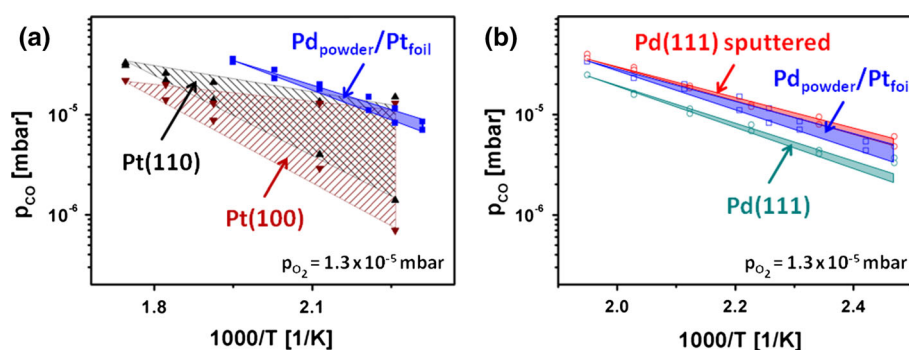 (a)
Pd_powder/Pt_foil
Pt(110)
Pt(100)
p_O₂ = 1.3 x 10⁻⁵ mbar
p_CO [mbar]
10⁻⁵
10⁻⁶
1.8
2.1
1000/T [1/K]
(b)
Pd(111) sputtered
Pd_powder/Pt_foil
Pd(111)
p_O₂ = 1.3 x 10⁻⁵ mbar
p_CO [mbar]
10⁻⁵
10⁻⁶
2.0
2.2
2.4
1000/T [1/K]